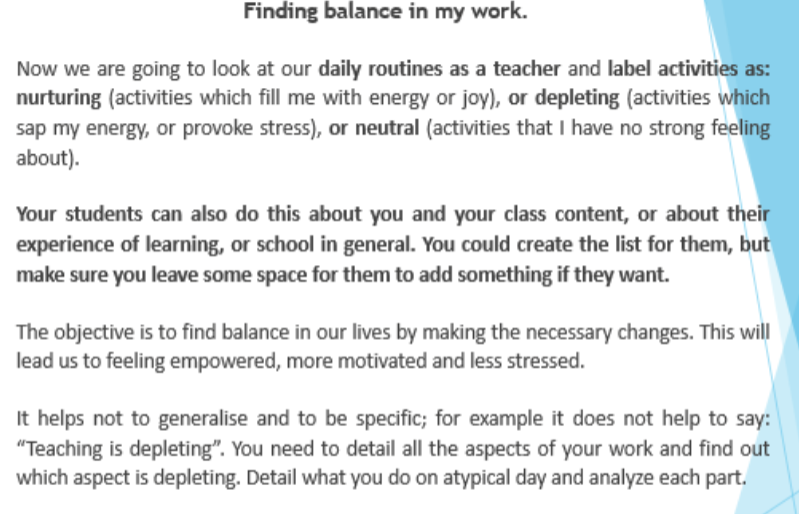 Finding balance in my work.
Now we are going to look at our daily routines as a teacher and label activities as:
nurturing (activities which fill me with energy or joy), or depleting (activities which
sap my energy, or provoke stress), or neutral (activities that I have no strong feeling
about).
Your students can also do this about you and your class content, or about their
experience of learning, or school in general. You could create the list for them, but
make sure you leave some space for them to add something if they want.
The objective is to find balance in our lives by making the necessary changes. This will
lead us to feeling empowered, more motivated and less stressed.
It helps not to generalise and to be specific; for example it does not help to say:
“Teaching is depleting”. You need to detail all the aspects of your work and find out
which aspect is depleting. Detail what you do on atypical day and analyze each part.